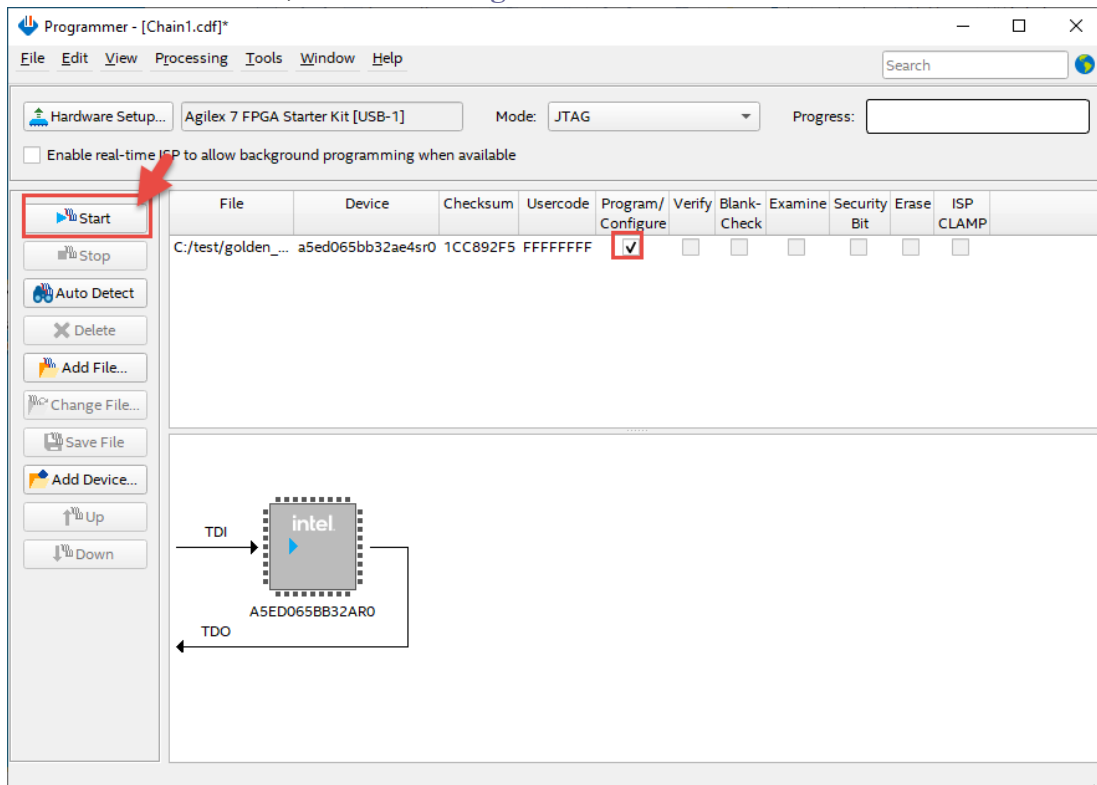 Programmer - [Chain1.cdf]*
File Edit View Processing Tools Window Help
Search
Hardware Setup... Agilex 7 FPGA Starter Kit [USB-1] Mode: JTAG Progress:
Enable real-time ISP to allow background programming when available
Start
Stop
Auto Detect
Delete
Add File...
Change File...
Save File
Add Device...
Up
Down
File Device Checksum Usercode Program/ Verify Blank- Examine Security Erase ISP
Configure Check Bit CLAMP
C:/test/golden_... a5ed065bb32ae4sr0 1CC892F5 FFFFFFFF
TDI
intel
A5ED065BB32AR0
TDO